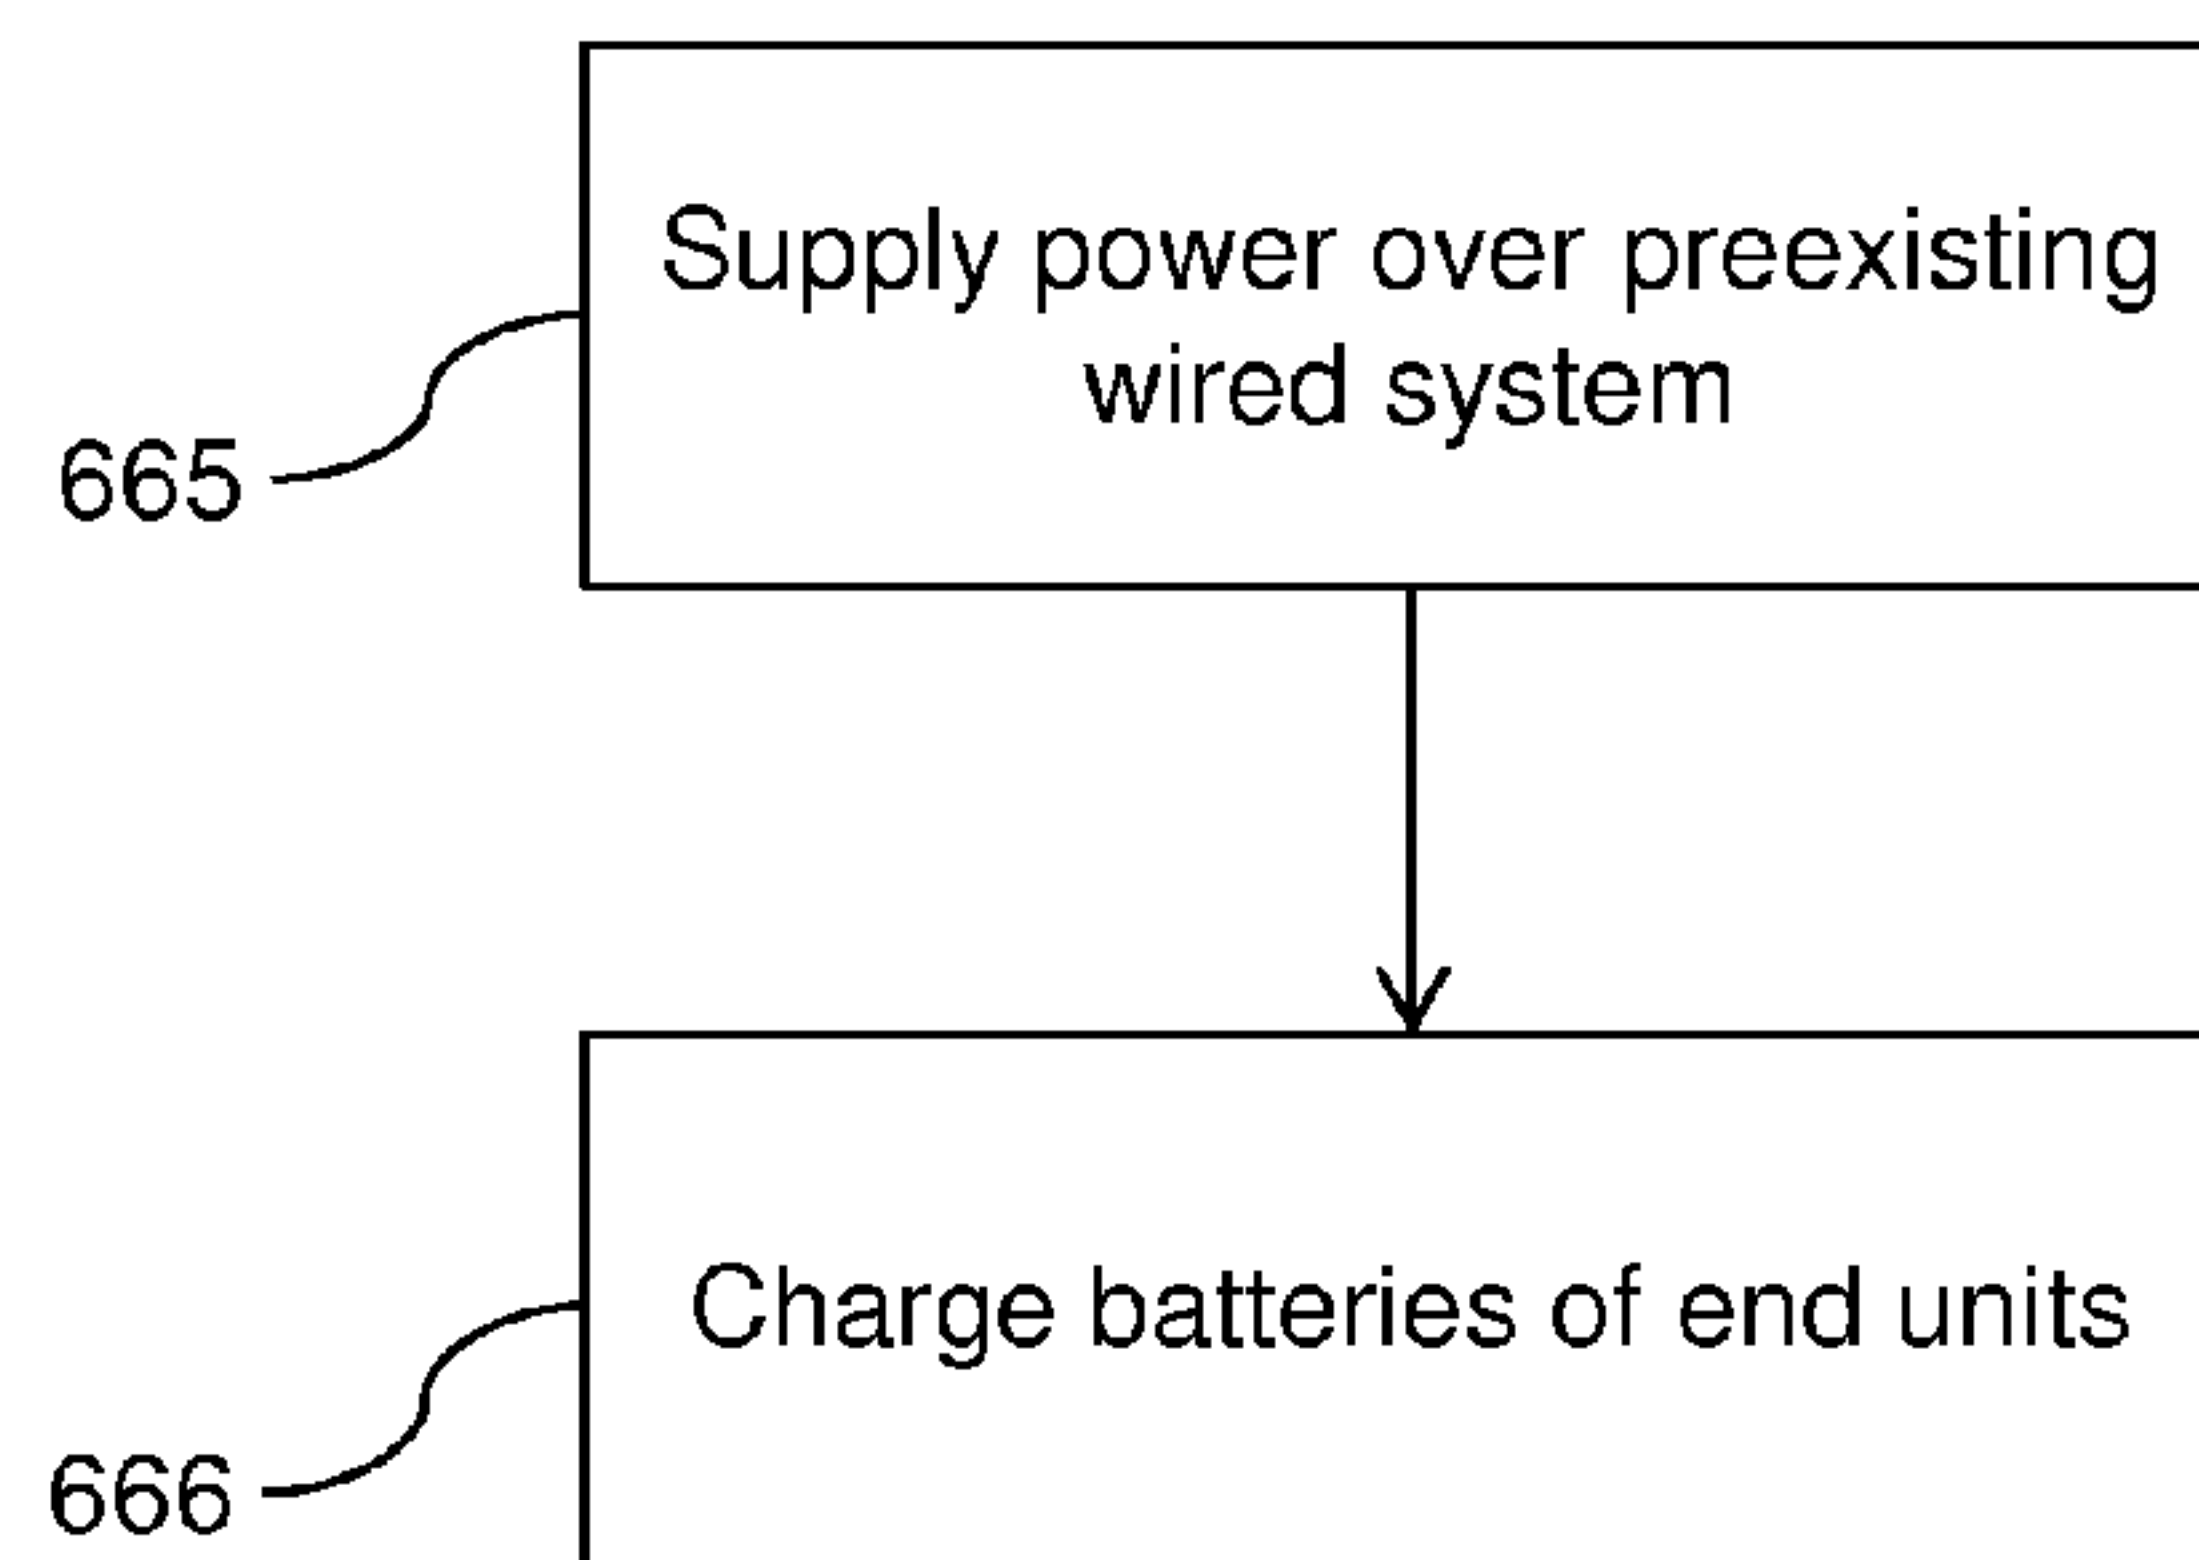 Supply power over preexisting
wired system
665
Charge batteries of end units
666